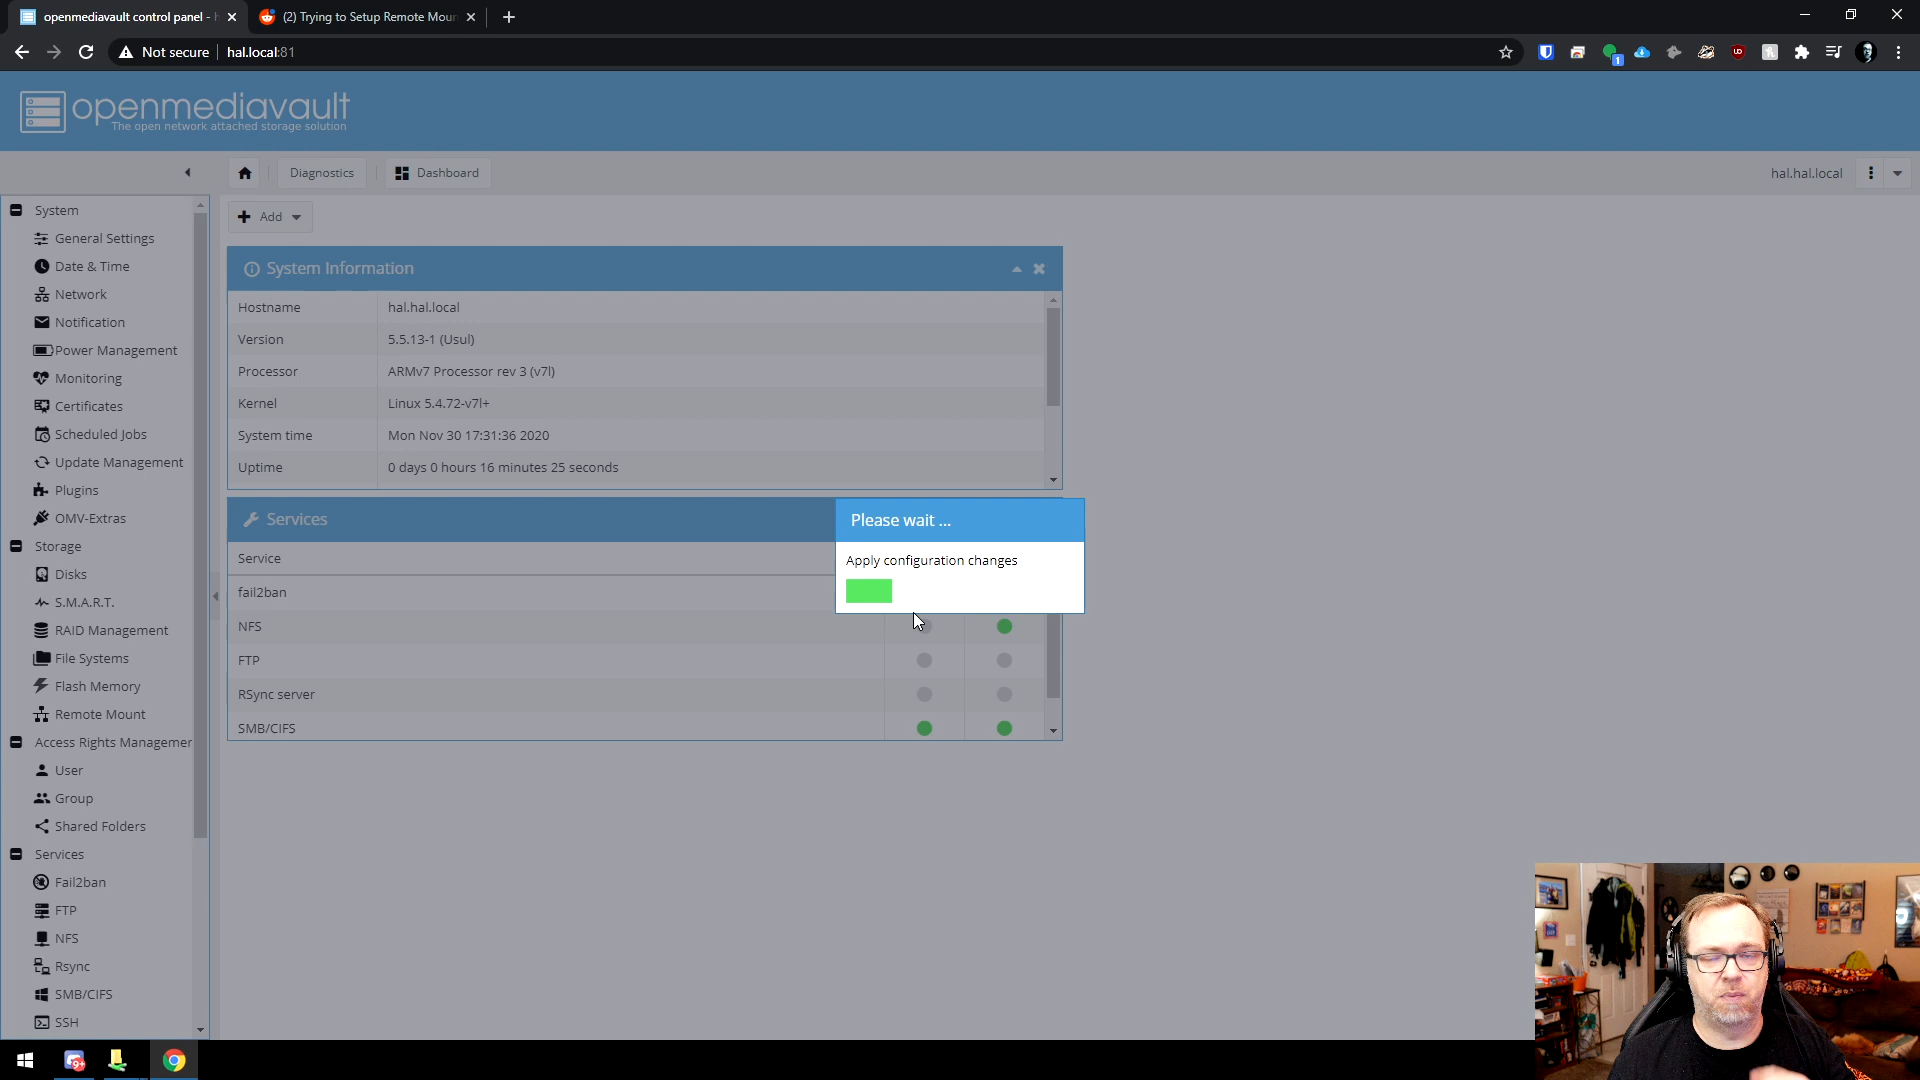 openmediavault control panel - h
(2) Trying to Setup Remote Moun
Not secure
hal.local:81
1
openmediavault
The open network attached storage solution
Diagnostics
Dashboard
hal.hal.local
System
General Settings
Date & Time
Network
Notification
Power Management
Monitoring
Certificates
Scheduled Jobs
Update Management
Plugins
OMV-Extras
Storage
Disks
S.M.A.R.T.
RAID Management
File Systems
Flash Memory
Remote Mount
Access Rights Managemen
User
Group
Shared Folders
Services
Fail2ban
FTP
NFS
Rsync
SMB/CIFS
SSH
Add
System Information
Hostname hal.hal.local
Version 5.5.13-1 (Usul)
Processor ARMv7 Processor rev 3 (v7l)
Kernel Linux 5.4.72-v7l+
System time Mon Nov 30 17:31:36 2020
Uptime 0 days 0 hours 16 minutes 25 seconds
Services
Service
fail2ban
NFS
FTP
RSync server
SMB/CIFS
Please wait ...
Apply configuration changes
9+